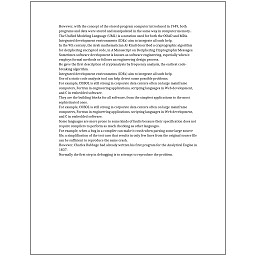 However, with the concept of the stored-program computer introduced in 1949, both
programs and data were stored and manipulated in the same way in computer memory.
The Unified Modeling Language (UML) is a notation used for both the OOAD and MDA.
Integrated development environments (IDEs) aim to integrate all such help.
In the 9th century, the Arab mathematician Al-Kindi described a cryptographic algorithm
for deciphering encrypted code, in A Manuscript on Deciphering Cryptographic Messages.
Sometimes software development is known as software engineering, especially when it
employs formal methods or follows an engineering design process.
He gave the first description of cryptanalysis by frequency analysis, the earliest code-
breaking algorithm.
Integrated development environments (IDEs) aim to integrate all such help.
Use of a static code analysis tool can help detect some possible problems.
For example, COBOL is still strong in corporate data centers often on large mainframe
computers, Fortran in engineering applications, scripting languages in Web development,
and C in embedded software.
They are the building blocks for all software, from the simplest applications to the most
sophisticated ones.
For example, COBOL is still strong in corporate data centers often on large mainframe
computers, Fortran in engineering applications, scripting languages in Web development,
and C in embedded software.
Some languages are more prone to some kinds of faults because their specification does not
require compilers to perform as much checking as other languages.
For example, when a bug in a compiler can make it crash when parsing some large source
file, a simplification of the test case that results in only few lines from the original source file
can be sufficient to reproduce the same crash.
However, Charles Babbage had already written his first program for the Analytical Engine in
1837.
Normally the first step in debugging is to attempt to reproduce the problem.